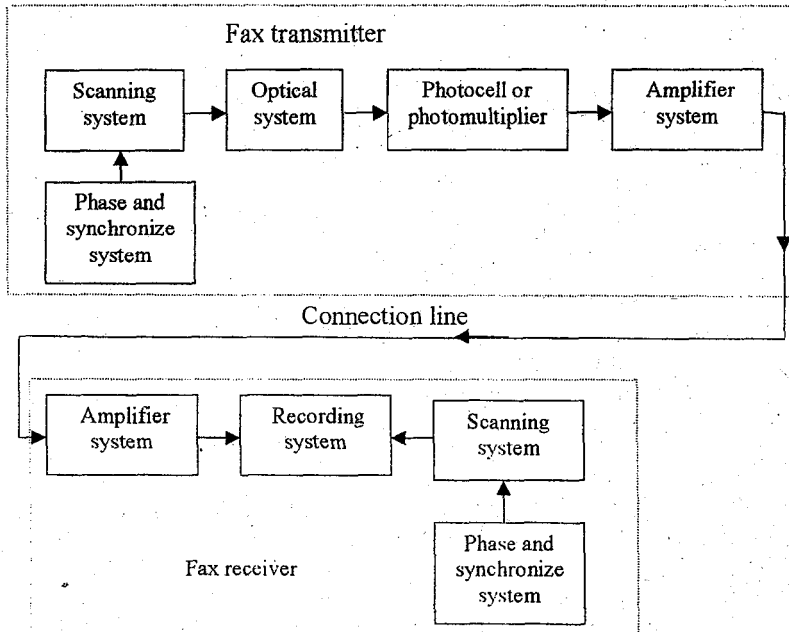 Fax transmitter
Scanning
system
Optical
system
Photocell or
photomultiplier
Amplifier
system
Phase and
synchronize
system
Connection line
Amplifier
system
Recording
system
Scanning
system
Phase and
synchronize
system
Fax receiver